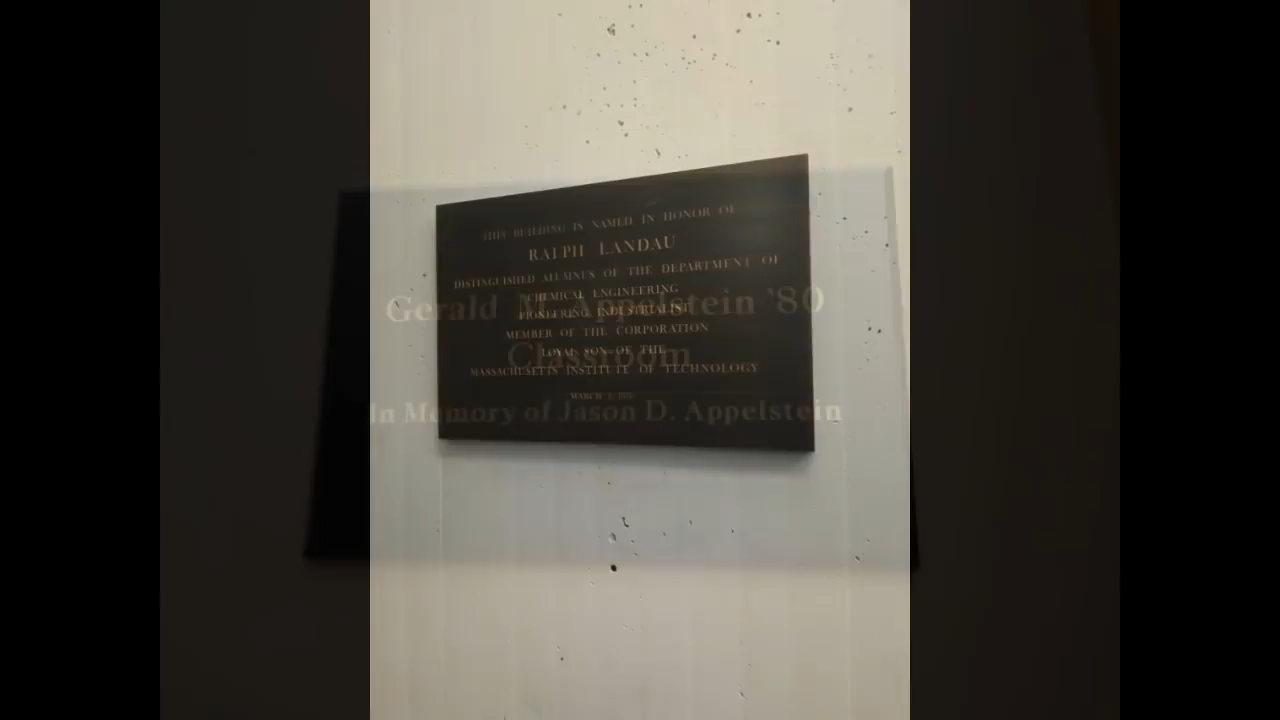 THIS BUILDING IS NAMED IN HONOR OF
RALPH LANDAU
DISTINGUISHED ALUMNUS OF THE DEPARTMENT OF
CHEMICAL ENGINEERING
PIONEERING INDUSTRIALIST
MEMBER OF THE CORPORATION
LOYAL SON OF THE
MASSACHUSETTS INSTITUTE OF TECHNOLOGY
MARCH
Gerald M. Appelstein '80
Classroom
In Memory of Jason D. Appelstein